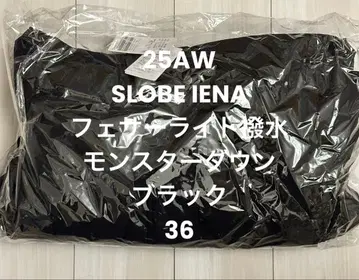 25AW
SLOBE IENA
フェザーライト撥水
モンスターダウン
ブラック
36